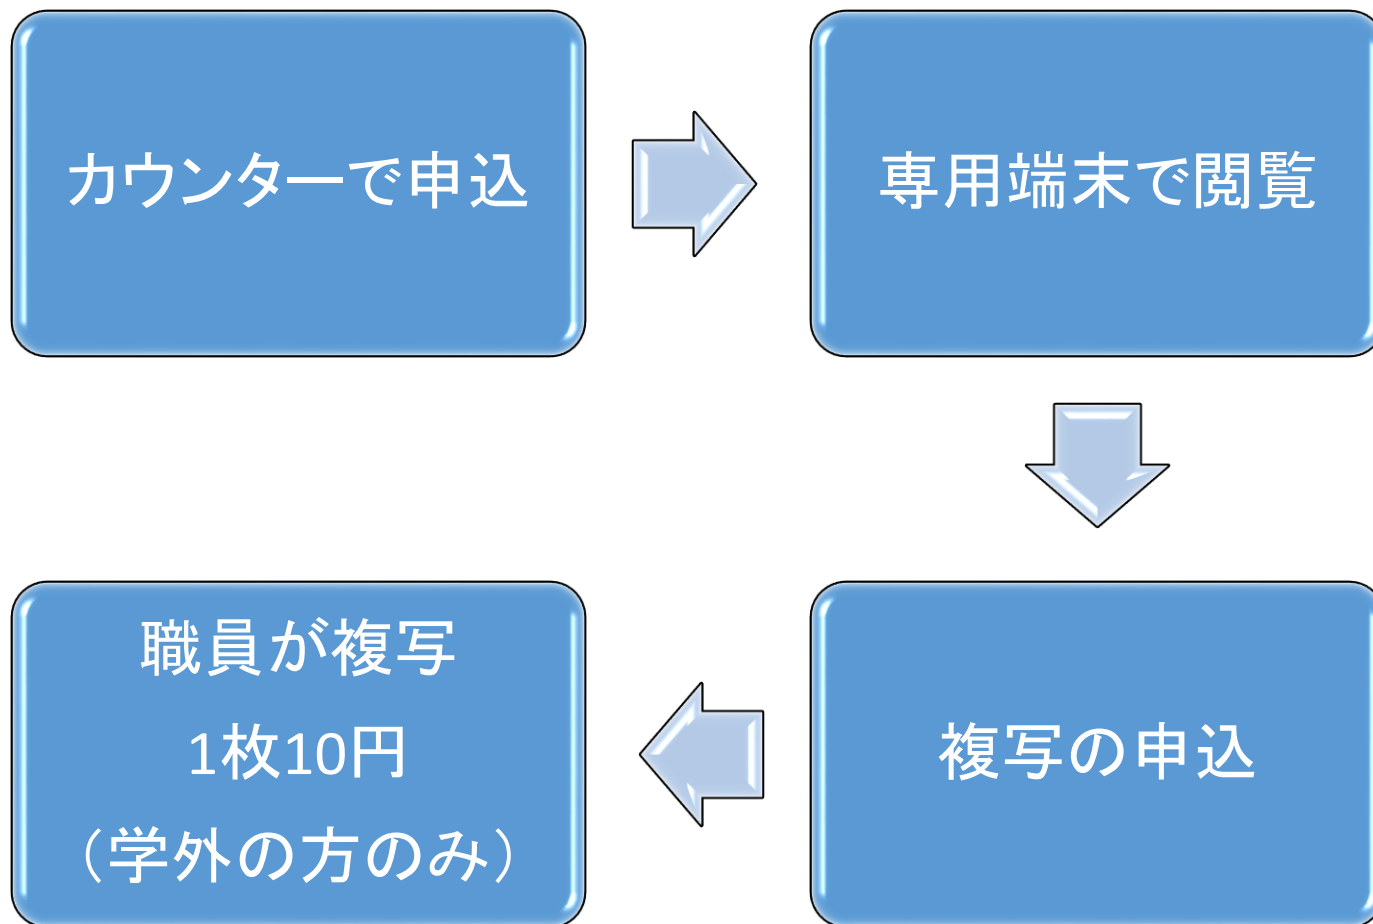 カウンターで申込
専用端末で閲覧
複写の申込
職員が複写
1枚10円
（学外の方のみ）